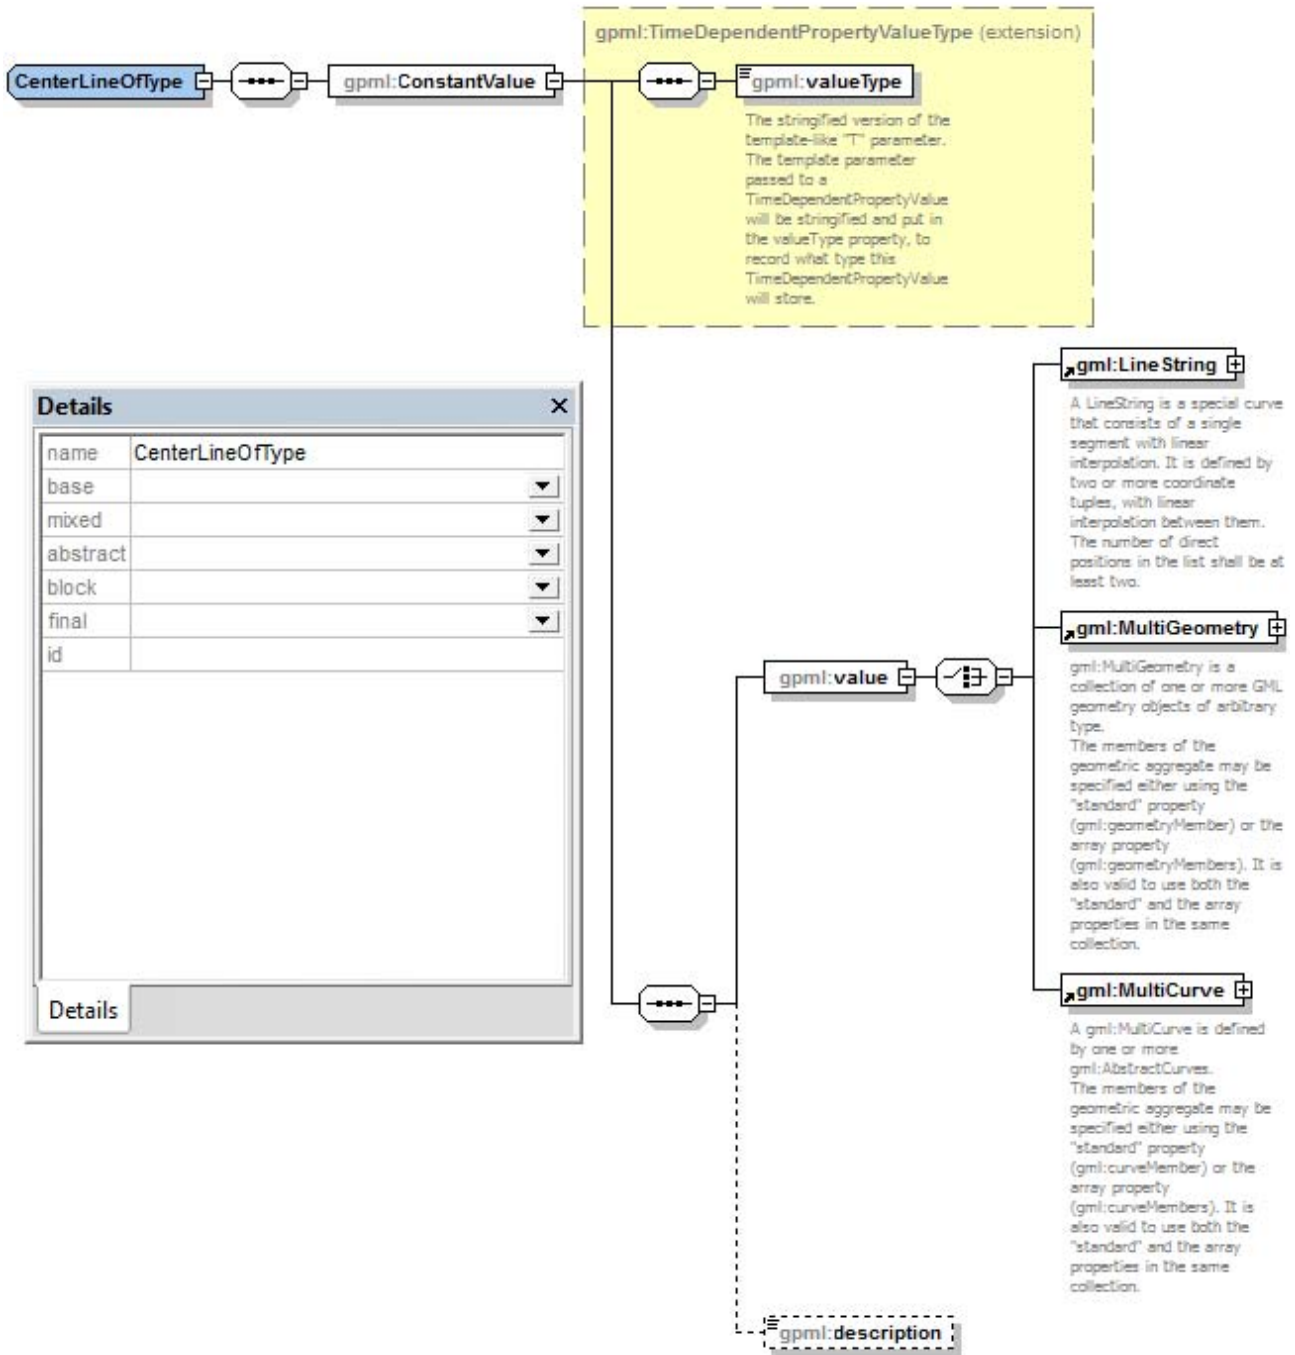 gpml:TimeDependentPropertyValueType (extension)
CenterLineOfType
gpml:ConstantValue
gpml:valueType
The stringified version of the
template-like "T" parameter.
The template parameter
passed to a
TimeDependentPropertyValue
will be stringified and put in
the valueType property, to
record what type this
TimeDependentPropertyValue
will store.
Details
name CenterLineOfType
base
mixed
abstract
block
final
id
Details
gml:LineString
A LineString is a special curve
that consists of a single
segment with linear
interpolation. It is defined by
two or more coordinate
tuples, with linear
interpolation between them.
The number of direct
positions in the list shall be at
least two.
gml:MultiGeometry
gml:MultiGeometry is a
collection of one or more GML
geometry objects of arbitrary
type.
The members of the
geometric aggregate may be
specified either using the
"standard" property
(gml:geometryMember) or the
array property
(gml:geometryMembers). It is
also valid to use both the
"standard" and the array
properties in the same
collection.
gpml:value
gml:MultiCurve
A gml:MultiCurve is defined
by one or more
gml:AbstractCurves.
The members of the
geometric aggregate may be
specified either using the
"standard" property
(gml:curveMember) or the
array property
(gml:curveMembers). It is
also valid to use both the
"standard" and the array
properties in the same
collection.
gpml:description